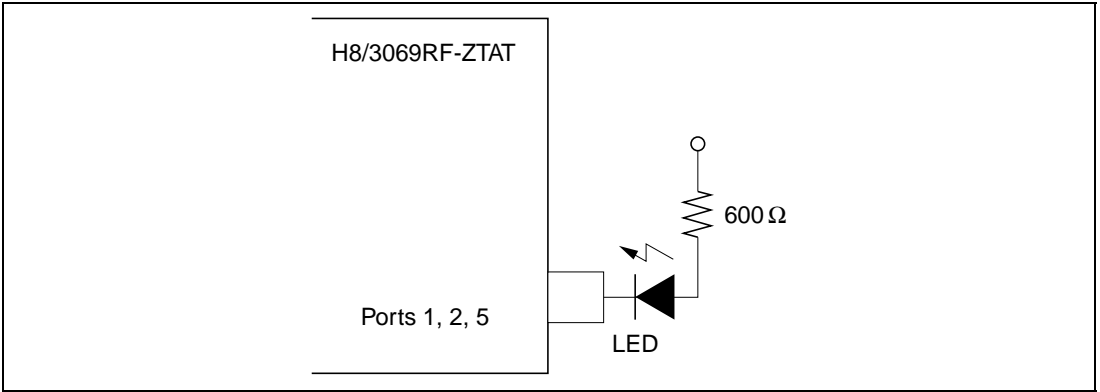 H8/3069RF-ZTAT
600 Ω
Ports 1, 2, 5
LED